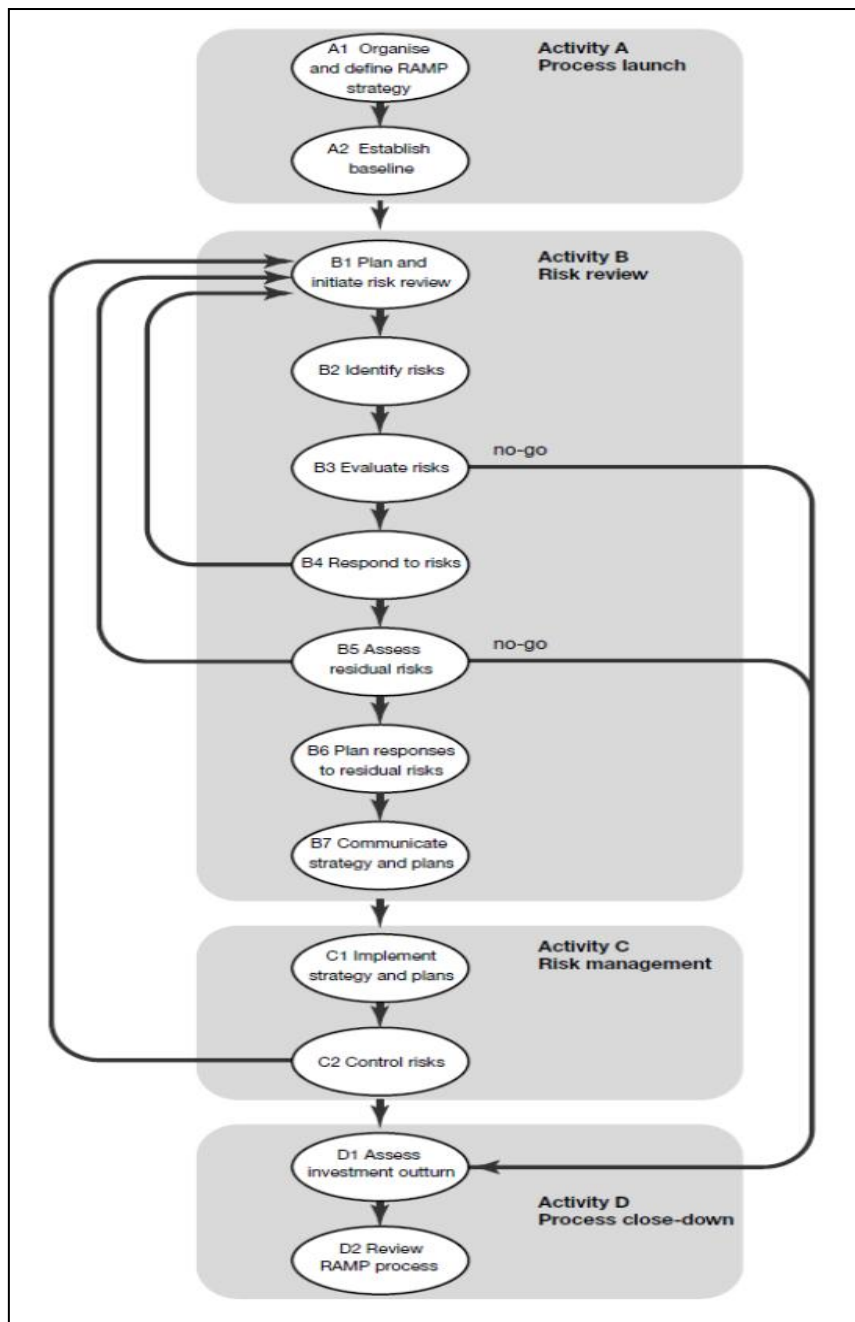 A1 Organise
and define RAMP
strategy
Activity A
Process launch
A2 Establish
baseline
B1 Plan and
initiate risk review
Activity B
Risk review
B2 Identify risks
B3 Evaluate risks
no-go
B4 Respond to risks
B5 Assess
residual risks
no-go
B6 Plan responses
to residual risks
B7 Communicate
strategy and plans
C1 Implement
strategy and plans
Activity C
Risk management
C2 Control risks
D1 Assess
investment outturn
Activity D
Process close-down
D2 Review
RAMP process